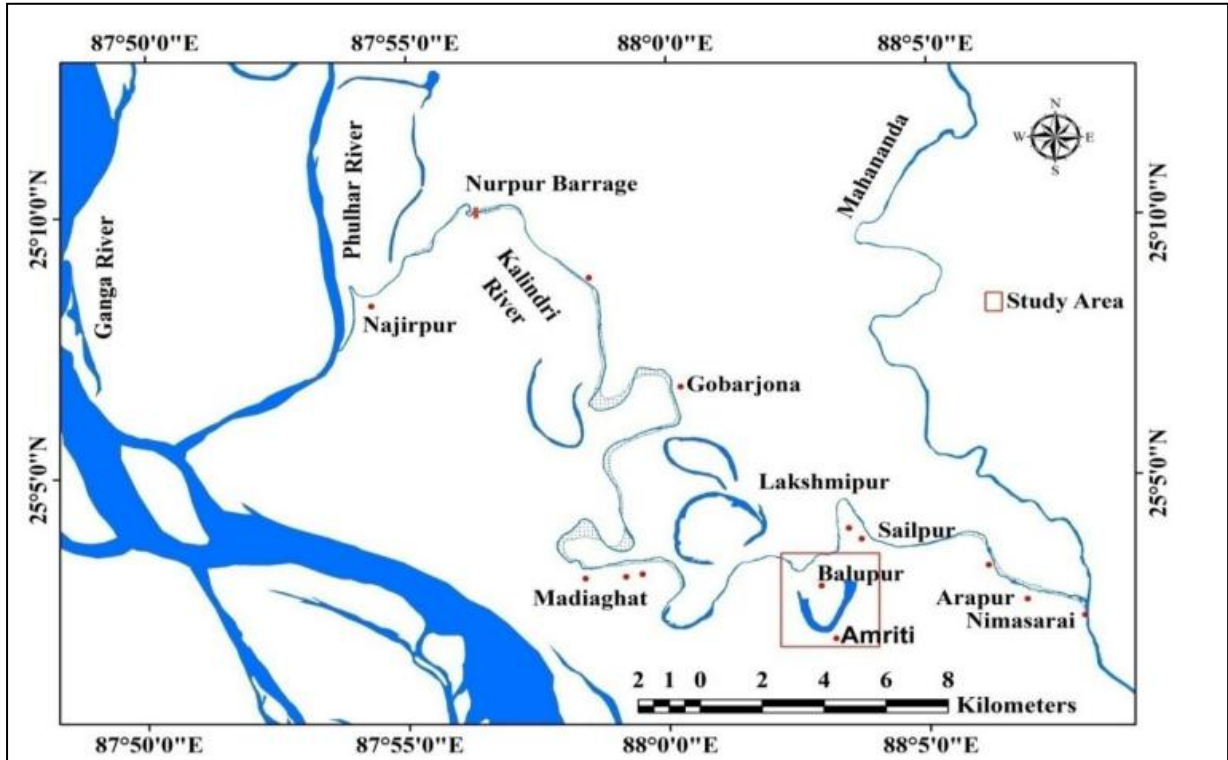 87°50'0"E 87°55'0"E 88°0'0"E 88°5'0"E
N
W E
S
25°10'0"N
25°10'0"N
Ganga River
Phulhar River
Nurpur Barrage
Mahananda
Kalindri
River
Najirpur
Study Area
Gobarjona
25°5'0"N
25°5'0"N
Lakshmipur
Sailpur
Balupur
Madiaghat
Arapur
Nimasarai
Amriti
2 1 0 2 4 6 8
Kilometers
87°50'0"E 87°55'0"E 88°0'0"E 88°5'0"E